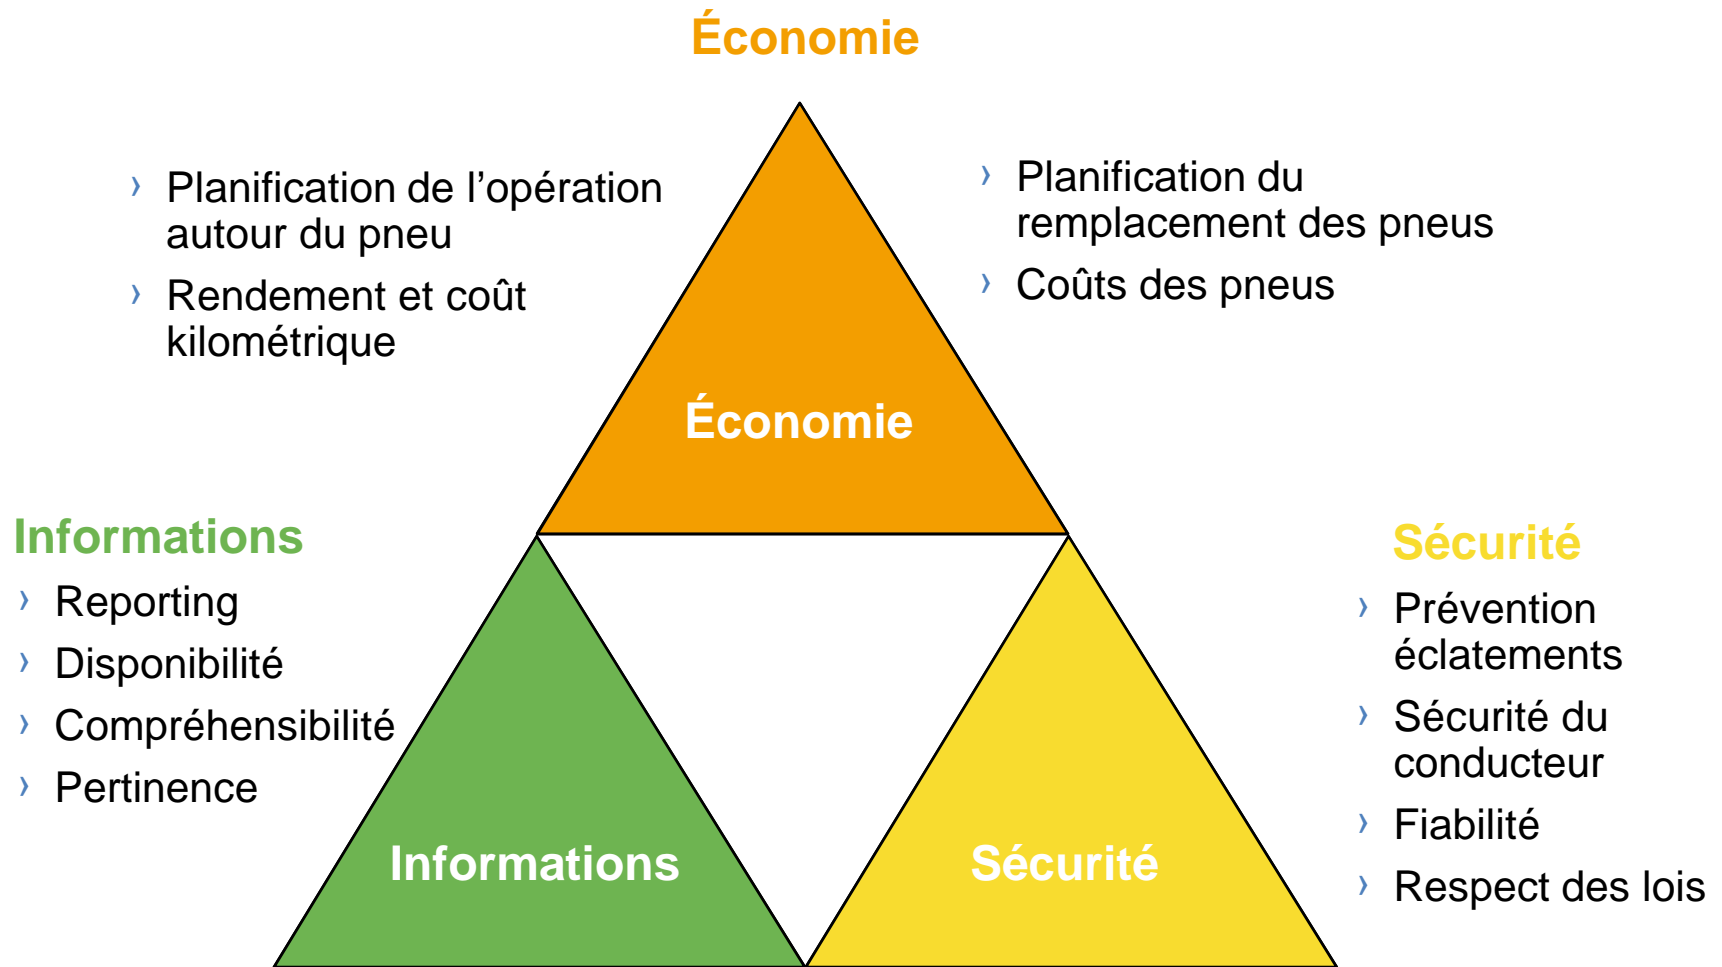 Économie
› Planification de l’opération
autour du pneu
› Rendement et coût
kilométrique
› Planification du
remplacement des pneus
› Coûts des pneus
Économie
Informations
› Reporting
› Disponibilité
› Compréhensibilité
› Pertinence
Sécurité
› Prévention
éclatements
› Sécurité du
conducteur
› Fiabilité
› Respect des lois
Informations
Sécurité